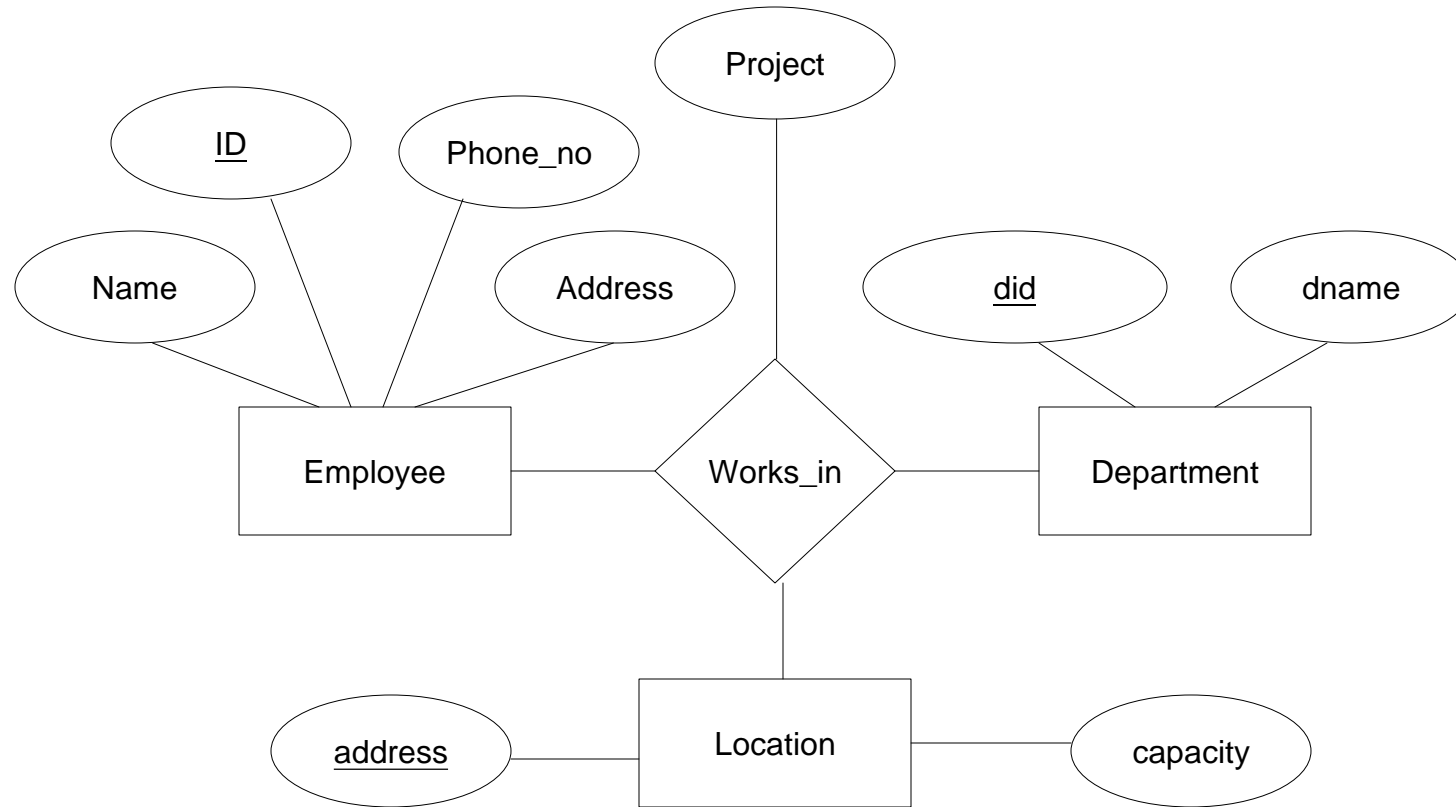 Project
ID
Phone_no
Name
Address
did
dname
Employee
Works_in
Department
address
Location
capacity